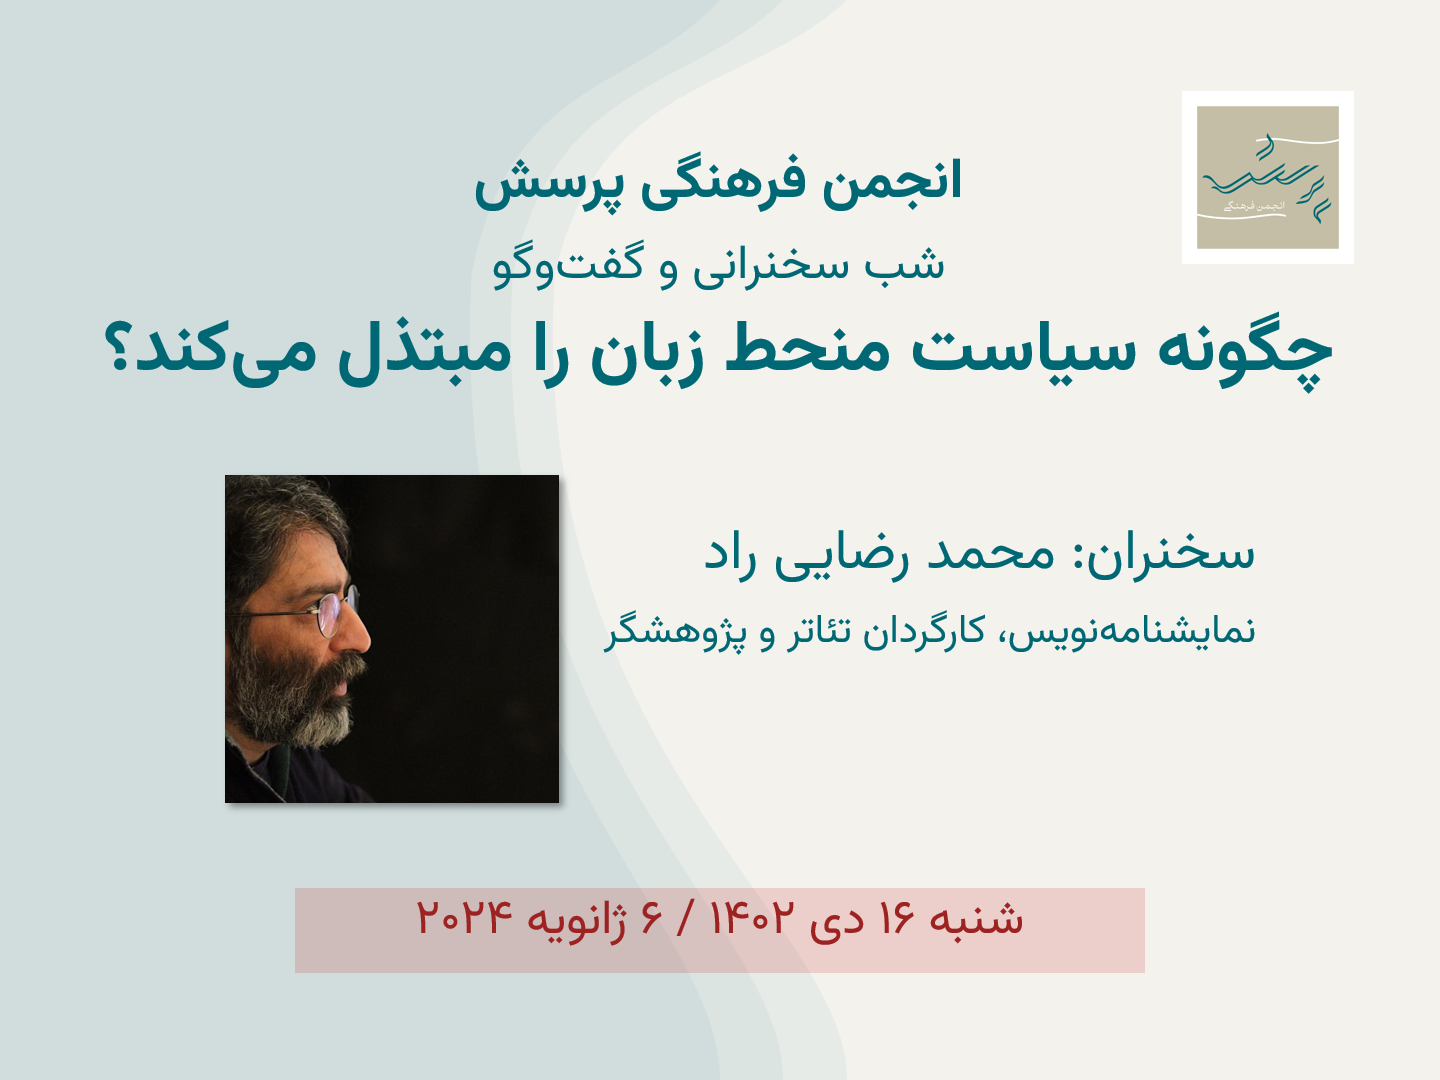 انجمن فرهنگی پرسش
شب سخنرانی و گفت‌وگو
چگونه سیاست منحط زبان را مبتذل می‌کند؟
پرسش
انجمن فرهنگی
سخنران: محمد رضایی راد
نمایشنامه‌نویس، کارگردان تئاتر و پژوهشگر
شنبه ۱۶ دی ۱۴۰۲ / ۶ ژانویه ۲۰۲۴